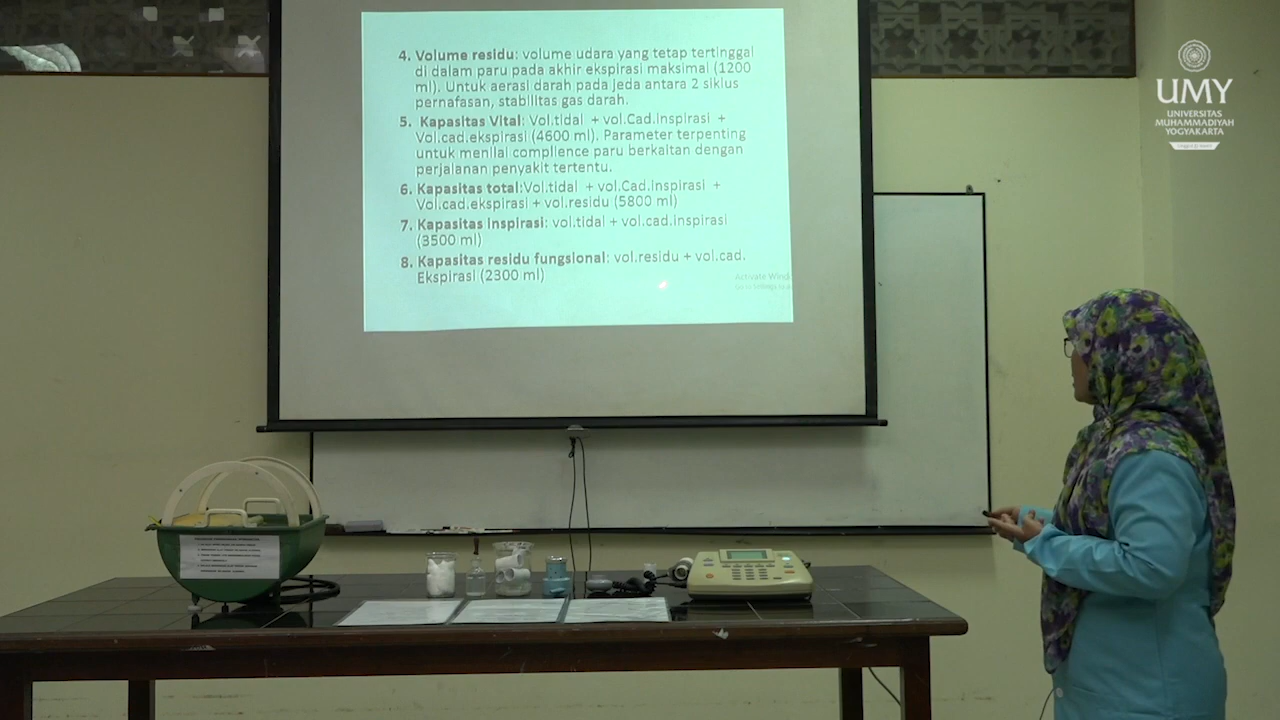 4. Volume residu: volume udara yang tetap tertinggal
di dalam paru pada akhir ekspirasi maksimal (1200
ml). Untuk aerasi darah pada jeda antara 2 siklus
pernafasan, stabilitas gas darah.
5. Kapasitas Vital: Vol.tidal + vol.Cad.inspirasi +
Vol.cad.ekspirasi (4600 ml). Parameter terpenting
untuk menilai complience paru berkaitan dengan
perjalanan penyakit tertentu.
6. Kapasitas total:Vol.tidal + vol.Cad.inspirasi +
Vol.cad.ekspirasi + vol.residu (5800 ml)
7. Kapasitas inspirasi: vol.tidal + vol.cad.inspirasi
(3500 ml)
8. Kapasitas residu fungsional: vol.residu + vol.cad.
Ekspirasi (2300 ml)
Activate Wind
UMY
UNIVERSITAS
MUHAMMADIYAH
YOGYAKARTA